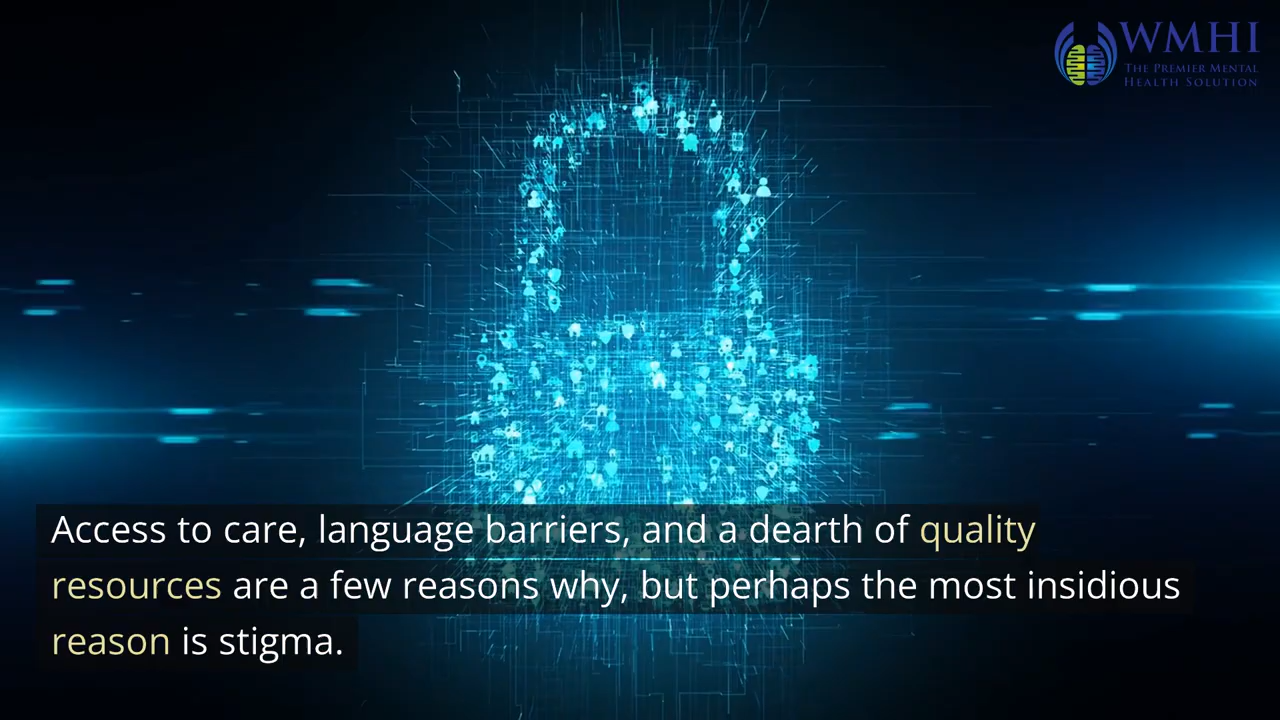 WMHI
THE PREMIER MENTAL
HEALTH SOLUTION
Access to care, language barriers, and a dearth of quality
resources are a few reasons why, but perhaps the most insidious
reason is stigma.